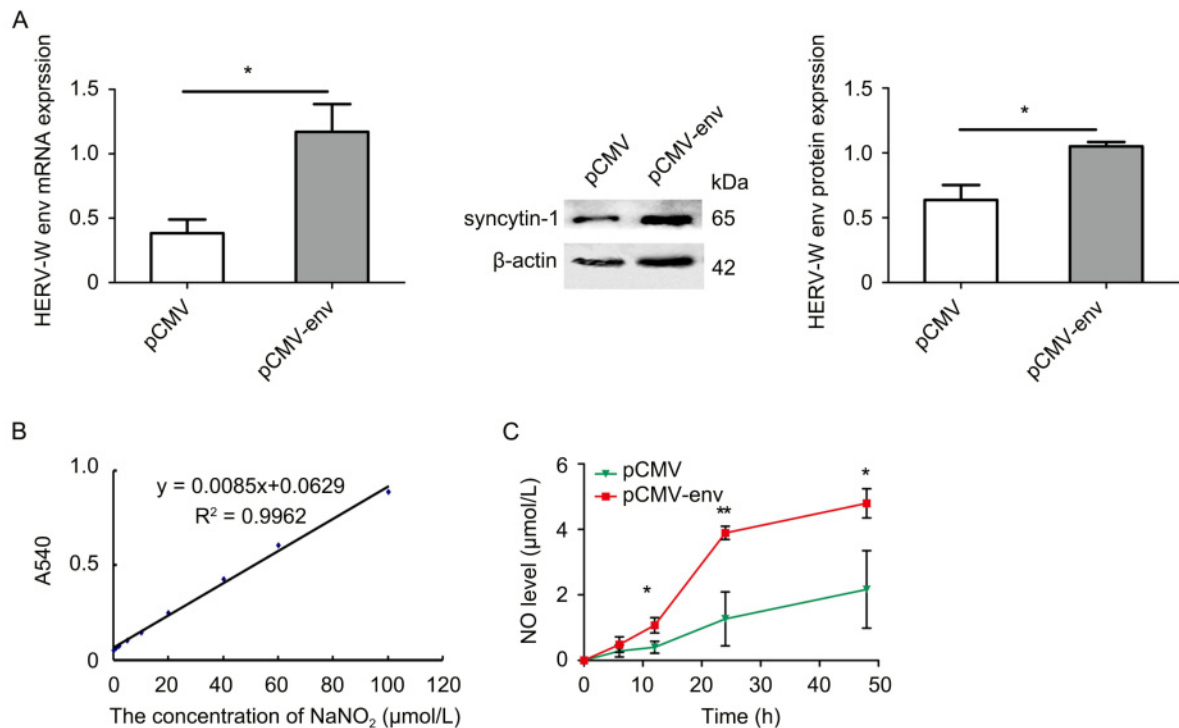 A
HERV-W env mRNA exprssion
1.5
1.0
0.5
0
*
pCMV
pCMV-env
pCMV
pCMV-env
kDa
syncytin-1
65
β-actin
42
HERV-W env protein exprssion
1.5
1.0
0.5
0
*
pCMV
pCMV-env
B
A540
1.0
0.5
0
y = 0.0085x+0.0629
R² = 0.9962
0 20 40 60 80 100 120
The concentration of NaNO₂ (μmol/L)
C
NO level (μmol/L)
6
4
2
0
pCMV
pCMV-env
*
**
*
0 10 20 30 40 50
Time (h)